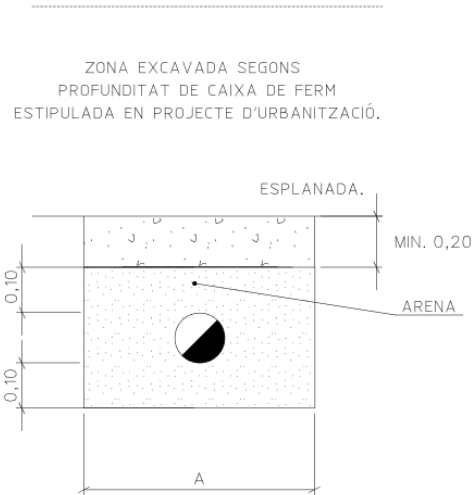 ZONA EXCAVADA SEGONS
PROFUNDITAT DE CAIXA DE FERM
ESTIPULADA EN PROJECTE D'URBANITZACIÓ.
ESPLANADA.
MIN. 0,20
0,10
ARENA
0,10
A